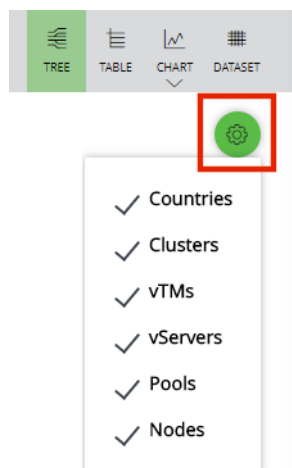 TREE TABLE CHART DATASET
Countries
Clusters
vTMs
vServers
Pools
Nodes